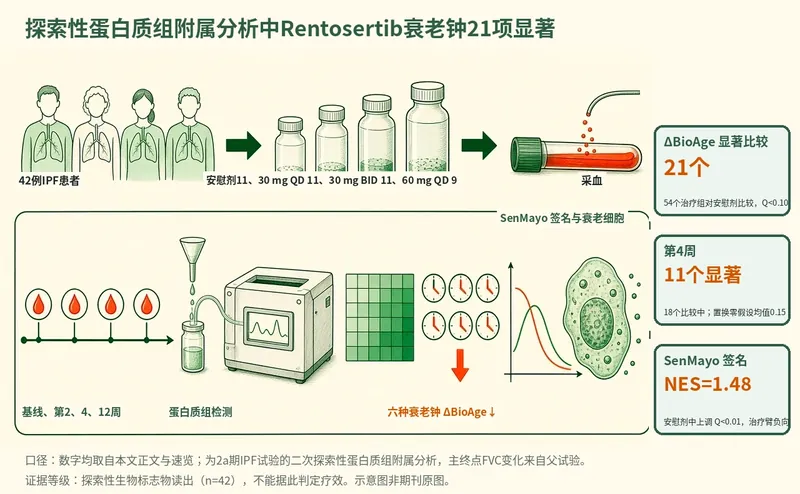 探索性蛋白质组附属分析中Rentosertib衰老钟21项显著
42例IPF患者
安慰剂11、30 mg QD 11、30 mg BID 11、60 mg QD 9
采血
ΔBioAge 显著比较
21个
54个治疗组对安慰剂比较，Q<0.10
SenMayo 签名与衰老细胞
第4周
11个显著
18个比较中；置换零假设均值0.15
SenMayo 签名
NES=1.48
安慰剂中上调 Q<0.01，治疗臂负向
基线、第2、4、12周
蛋白质组检测
六种衰老钟 ΔBioAge↓
口径：数字均取自本文正文与速览；为2a期IPF试验的二次探索性蛋白质组附属分析，主终点FVC变化来自父试验。
证据等级：探索性生物标志物读出（n=42），不能据此判定疗效。示意图非期刊原图。